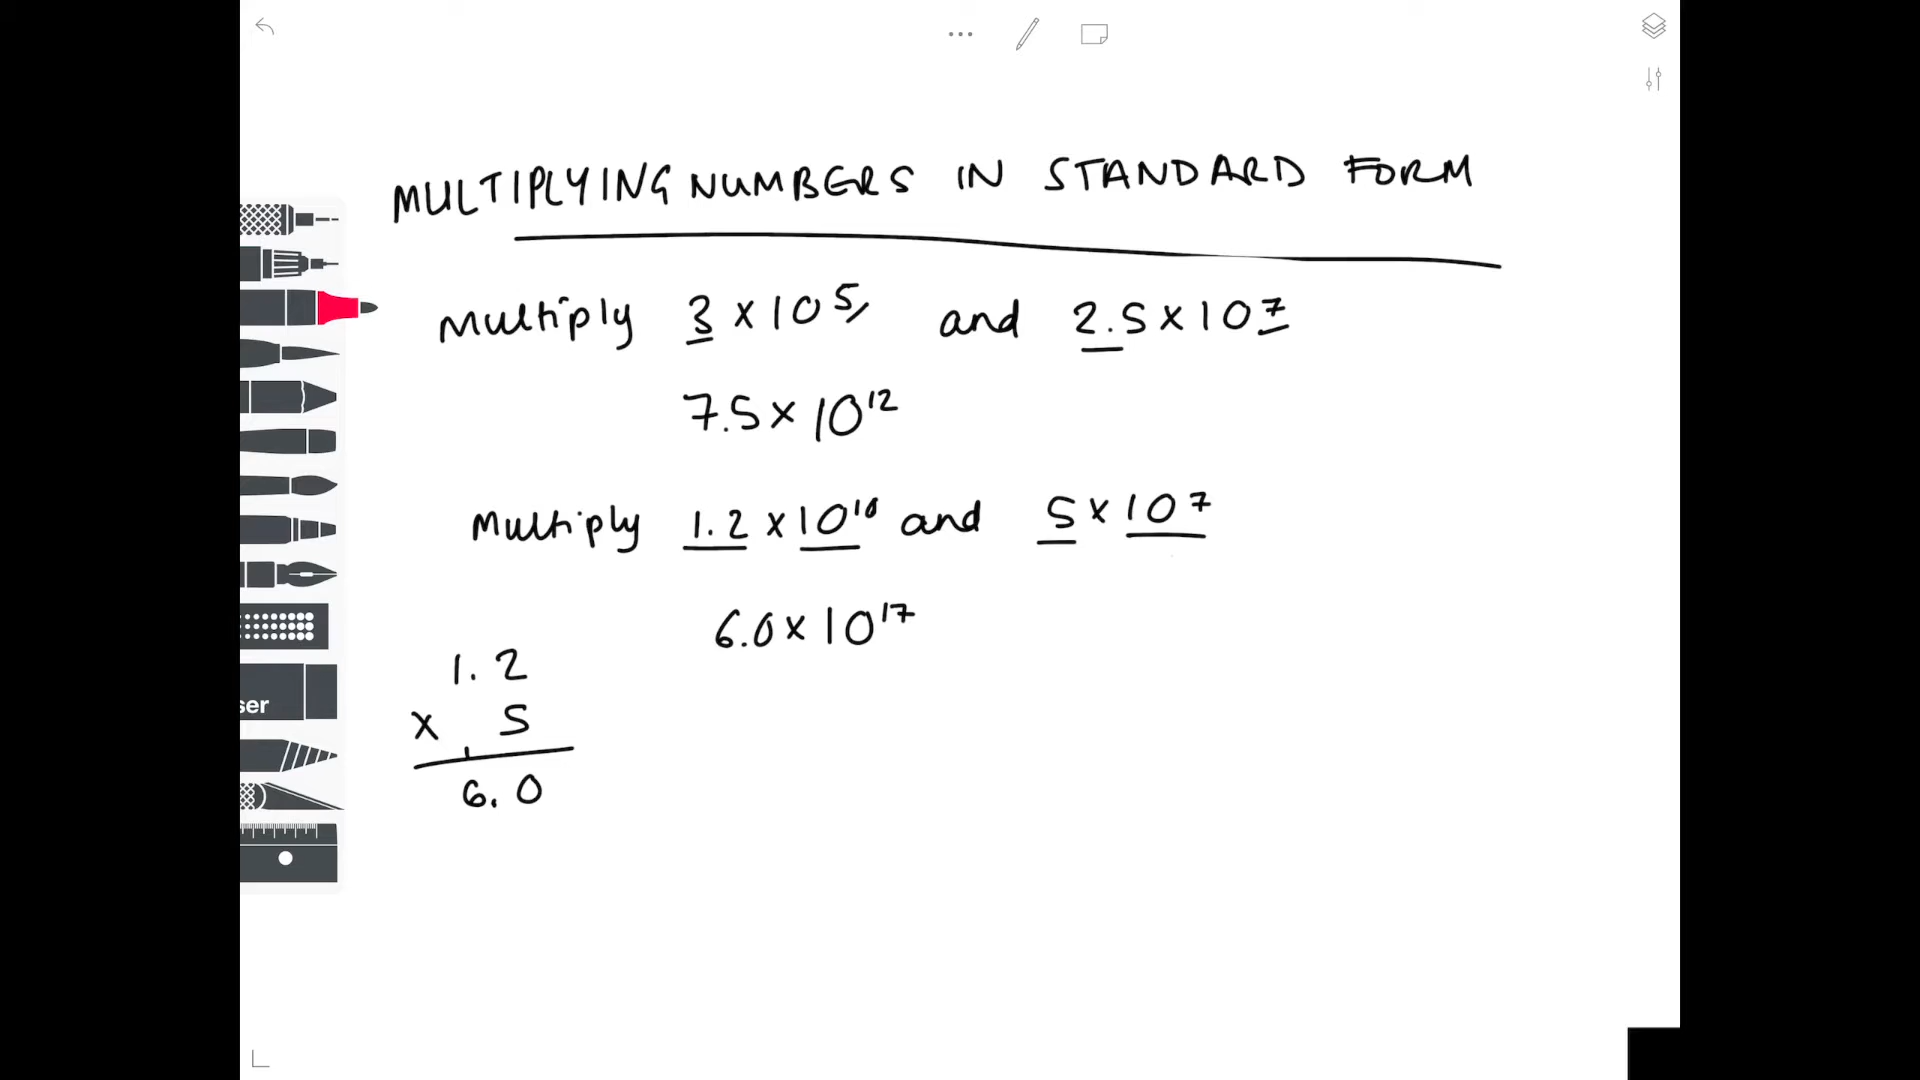 MULTIPLYING NUMBERS IN STANDARD FORM
Multiply 3 × 10⁵, and 2.5 × 10⁷
7.5 × 10¹²
Multiply 1.2 × 10¹⁰ and 5 × 10⁷
6.0 × 10¹⁷
1.2
× 5
1
6.0
ser